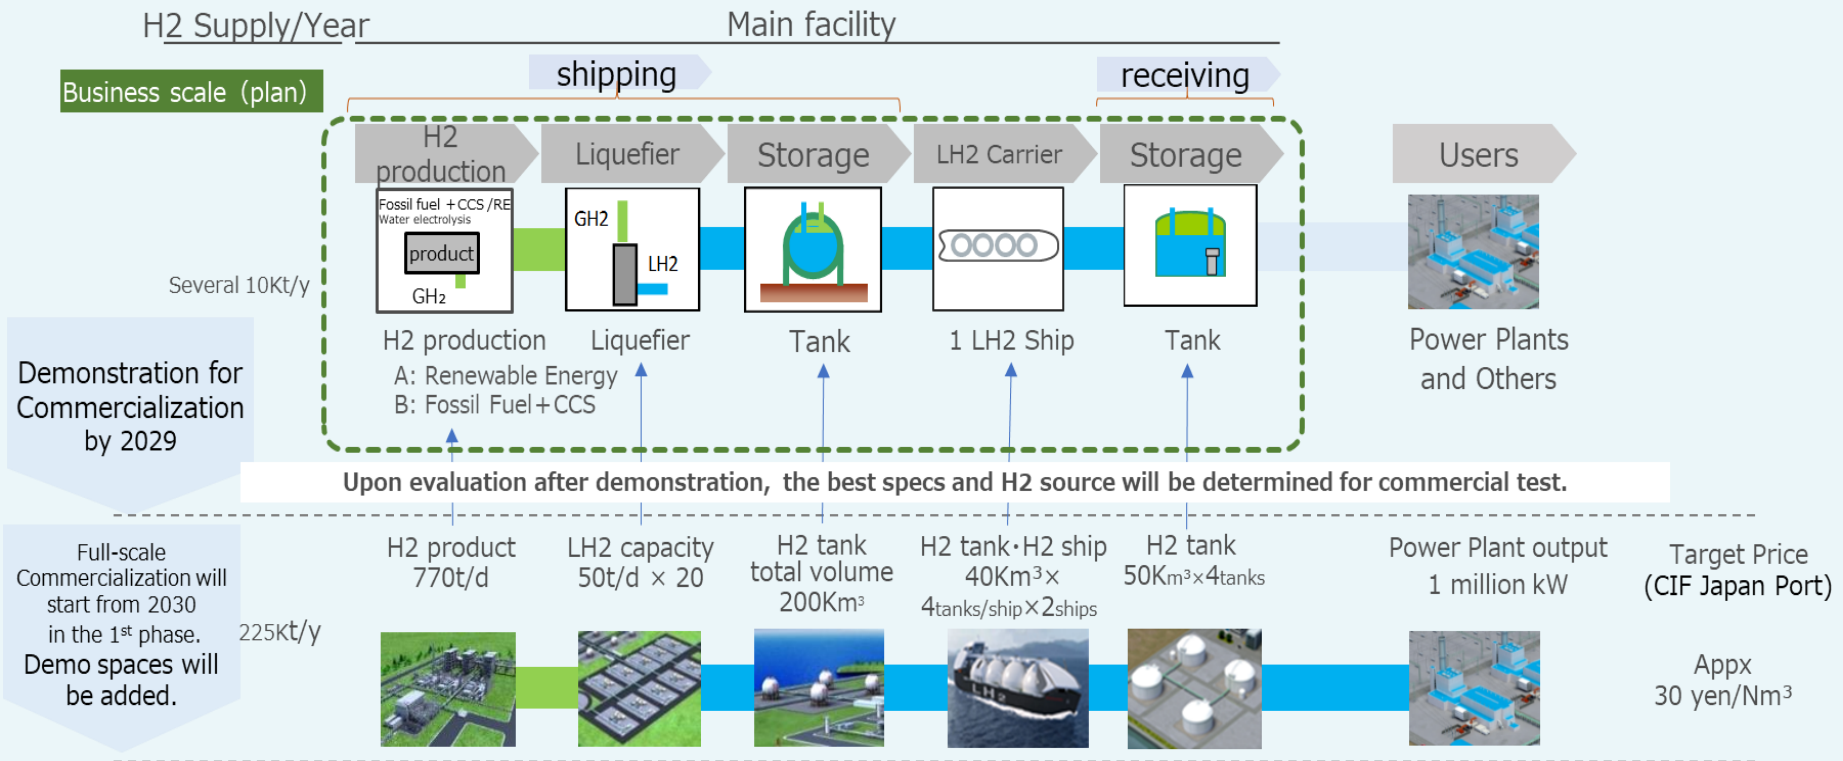 H2 Supply/Year
Main facility
Business scale（plan）
shipping
receiving
H2
production
Liquefier
Storage
LH2 Carrier
Storage
Users
Fossil fuel +CCS /RE
Water electrolysis
product
GH₂
GH2
LH2
Several 10Kt/y
H2 production
A: Renewable Energy
B: Fossil Fuel+CCS
Liquefier
Tank
1 LH2 Ship
Tank
Power Plants
and Others
Demonstration for
Commercialization
by 2029
Upon evaluation after demonstration, the best specs and H2 source will be determined for commercial test.
Full-scale
Commercialization will
start from 2030
in the 1st phase.
Demo spaces will
be added.
225Kt/y
H2 product
770t/d
LH2 capacity
50t/d × 20
H2 tank
total volume
200Km³
H2 tank・H2 ship
40Km³×
4tanks/ship×2ships
H2 tank
50Km³×4tanks
Power Plant output
1 million kW
Target Price
(CIF Japan Port)
Appx
30 yen/Nm³
LH2